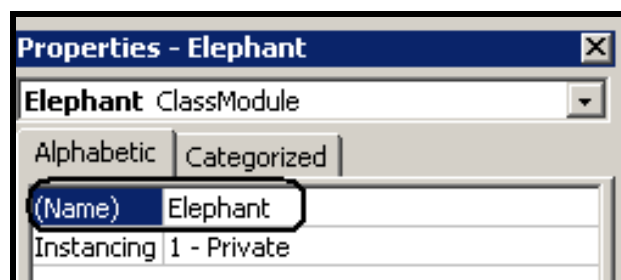 Properties - Elephant
Elephant ClassModule
Alphabetic Categorized
(Name) Elephant
Instancing 1 - Private